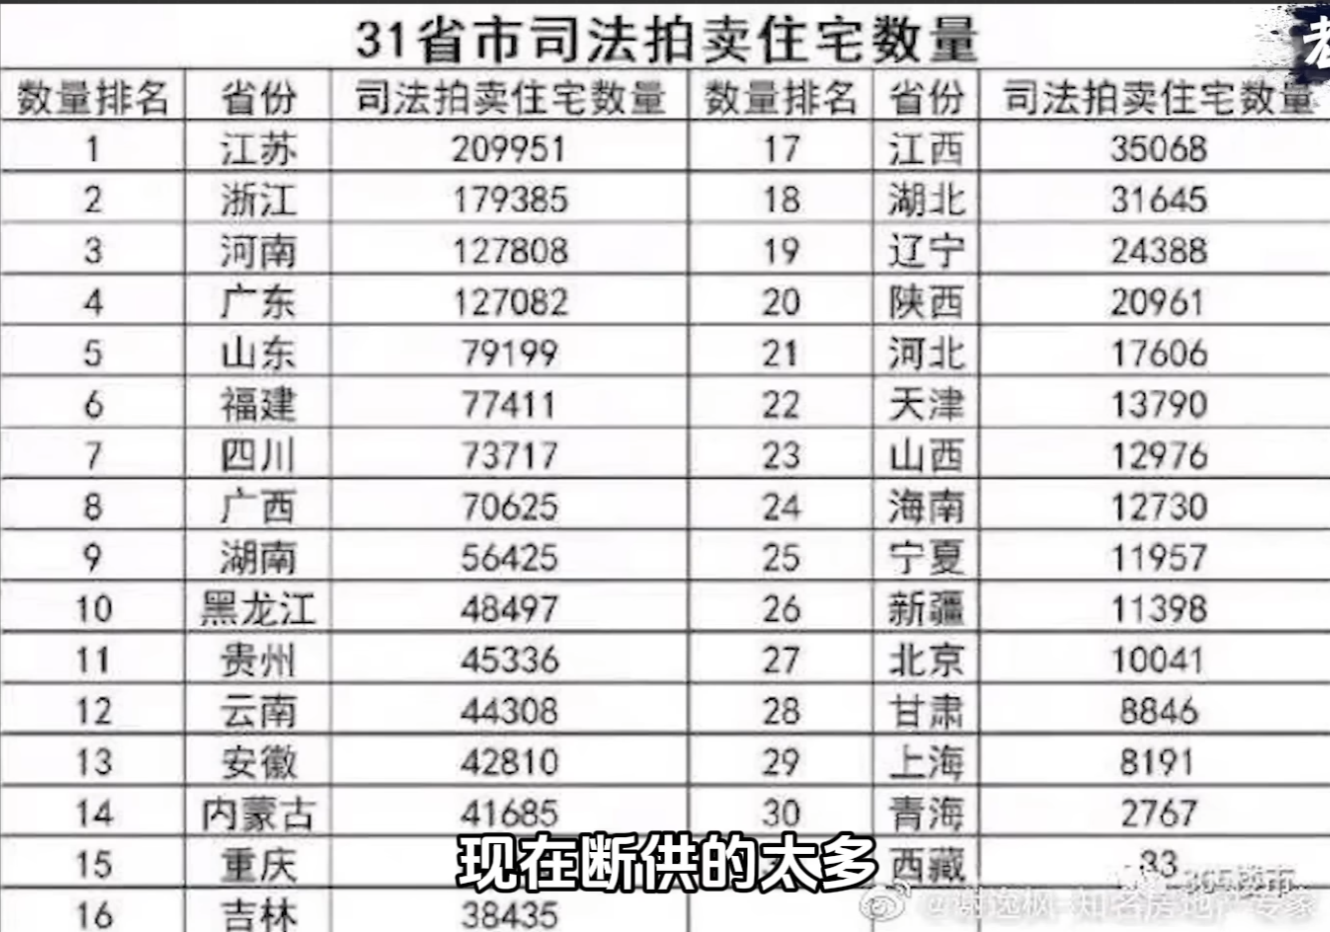 31省市司法拍卖住宅数量
数量排名 省份 司法拍卖住宅数量 数量排名 省份 司法拍卖住宅数量
1 江苏 209951 17 江西 35068
2 浙江 179385 18 湖北 31645
3 河南 127808 19 辽宁 24388
4 广东 127082 20 陕西 20961
5 山东 79199 21 河北 17606
6 福建 77411 22 天津 13790
7 四川 73717 23 山西 12976
8 广西 70625 24 海南 12730
9 湖南 56425 25 宁夏 11957
10 黑龙江 48497 26 新疆 11398
11 贵州 45336 27 北京 10041
12 云南 44308 28 甘肃 8846
13 安徽 42810 29 上海 8191
14 内蒙古 41685 30 青海 2767
15 重庆 西藏 33
现在断供的太多
16 吉林 38435
365楼市
@谢逸枫-知名房地产专家